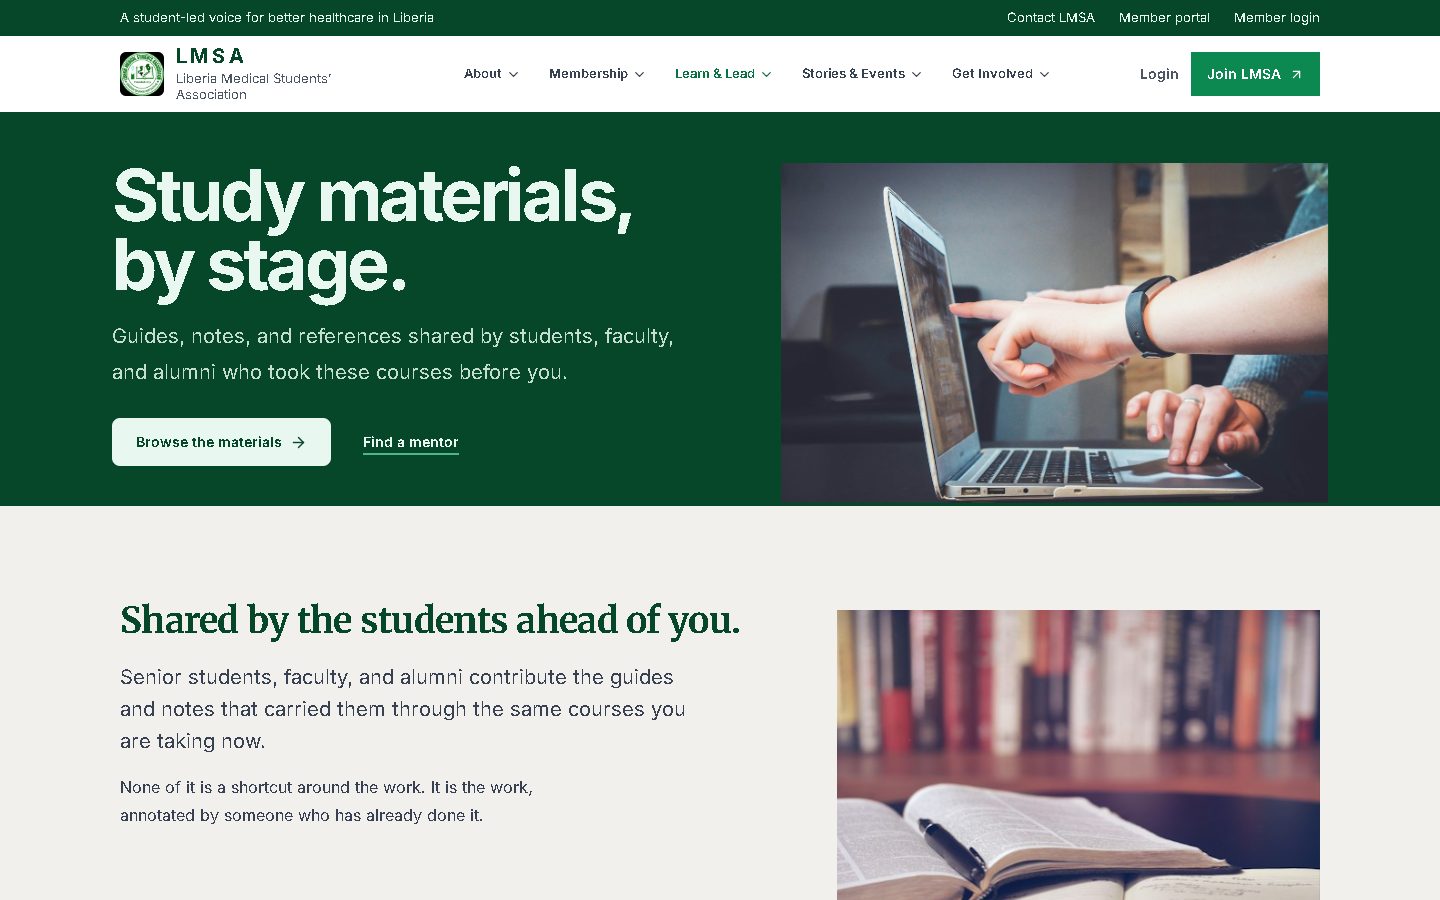 A student-led voice for better healthcare in Liberia
Contact LMSA
Member portal
Member login
LMSA
Liberia Medical Students'
Association
About
Membership
Learn & Lead
Stories & Events
Get Involved
Login
Join LMSA
Study materials,
by stage.
Guides, notes, and references shared by students, faculty,
and alumni who took these courses before you.
Browse the materials
Find a mentor
Shared by the students ahead of you.
Senior students, faculty, and alumni contribute the guides
and notes that carried them through the same courses you
are taking now.
None of it is a shortcut around the work. It is the work,
annotated by someone who has already done it.